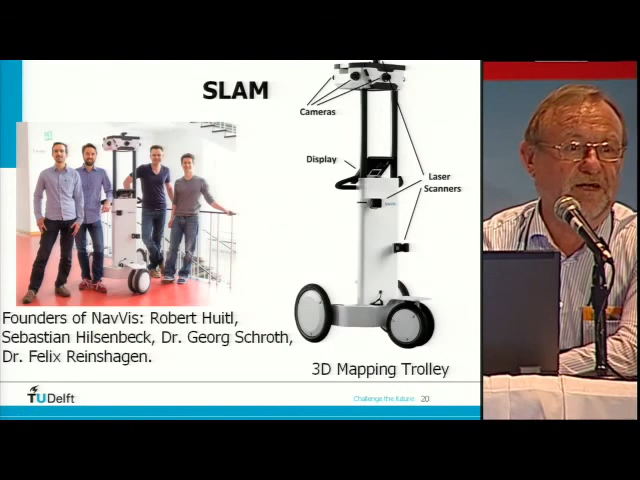 SLAM
Cameras
Display
Laser
Scanners
Founders of NavVis: Robert Huitl,
Sebastian Hilsenbeck, Dr. Georg Schroth,
Dr. Felix Reinshagen.
3D Mapping Trolley
TUDelft
Challenge the future 20